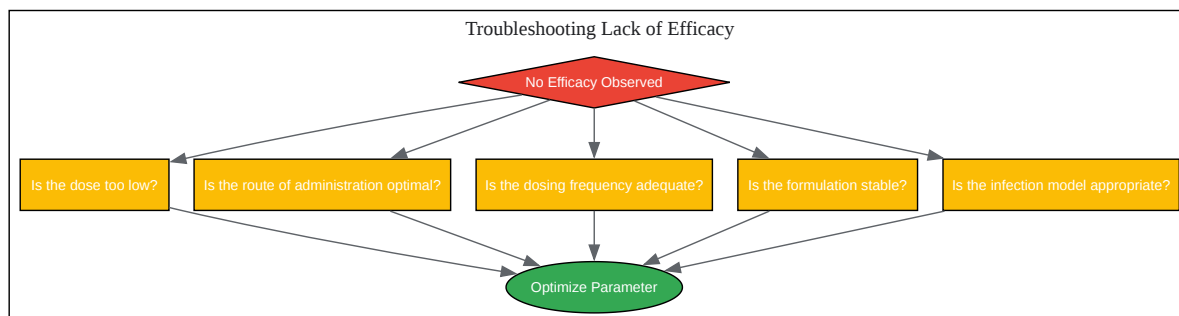 Troubleshooting Lack of Efficacy
No Efficacy Observed
Is the dose too low?
Is the route of administration optimal?
Is the dosing frequency adequate?
Is the formulation stable?
Is the infection model appropriate?
Optimize Parameter